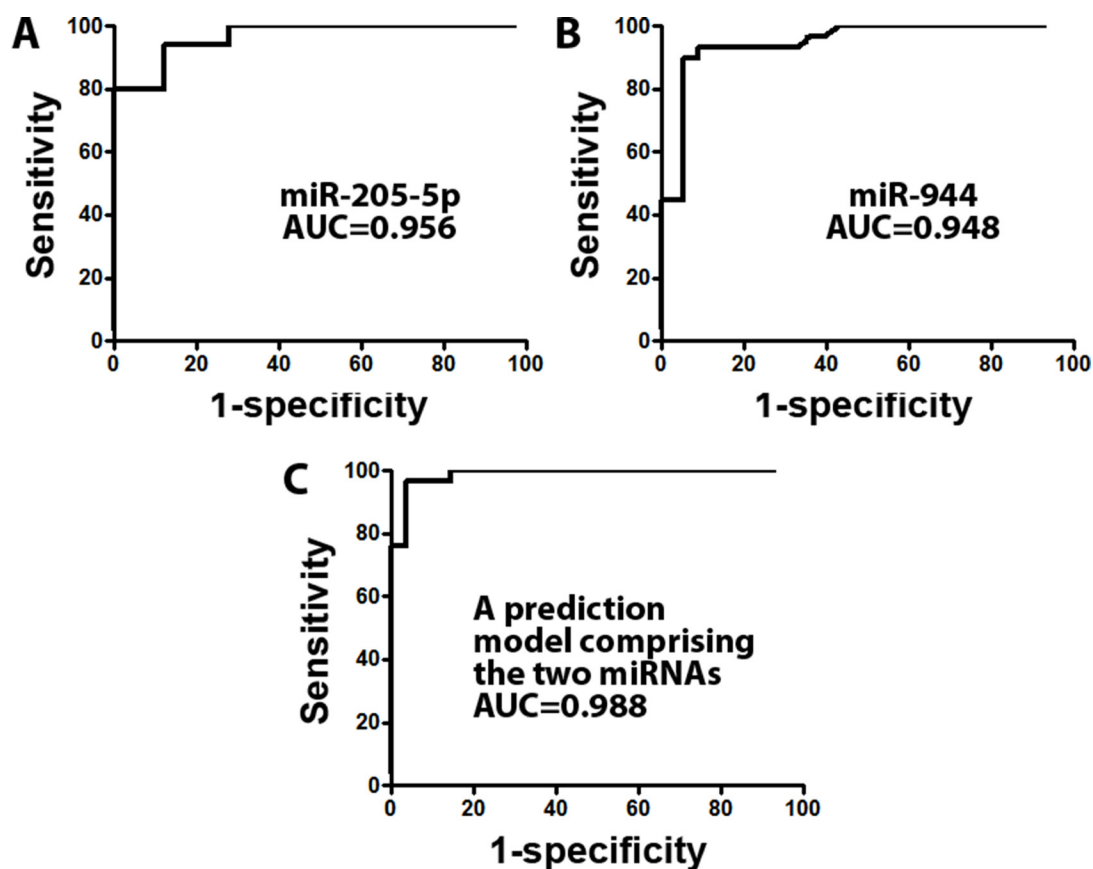 A
100
80
60
40
20
0
Sensitivity
miR-205-5p
AUC=0.956
0 20 40 60 80 100
1-specificity
B
100
80
60
40
20
0
Sensitivity
miR-944
AUC=0.948
0 20 40 60 80 100
1-specificity
C
100
80
60
40
20
0
Sensitivity
A prediction
model comprising
the two miRNAs
AUC=0.988
0 20 40 60 80 100
1-specificity